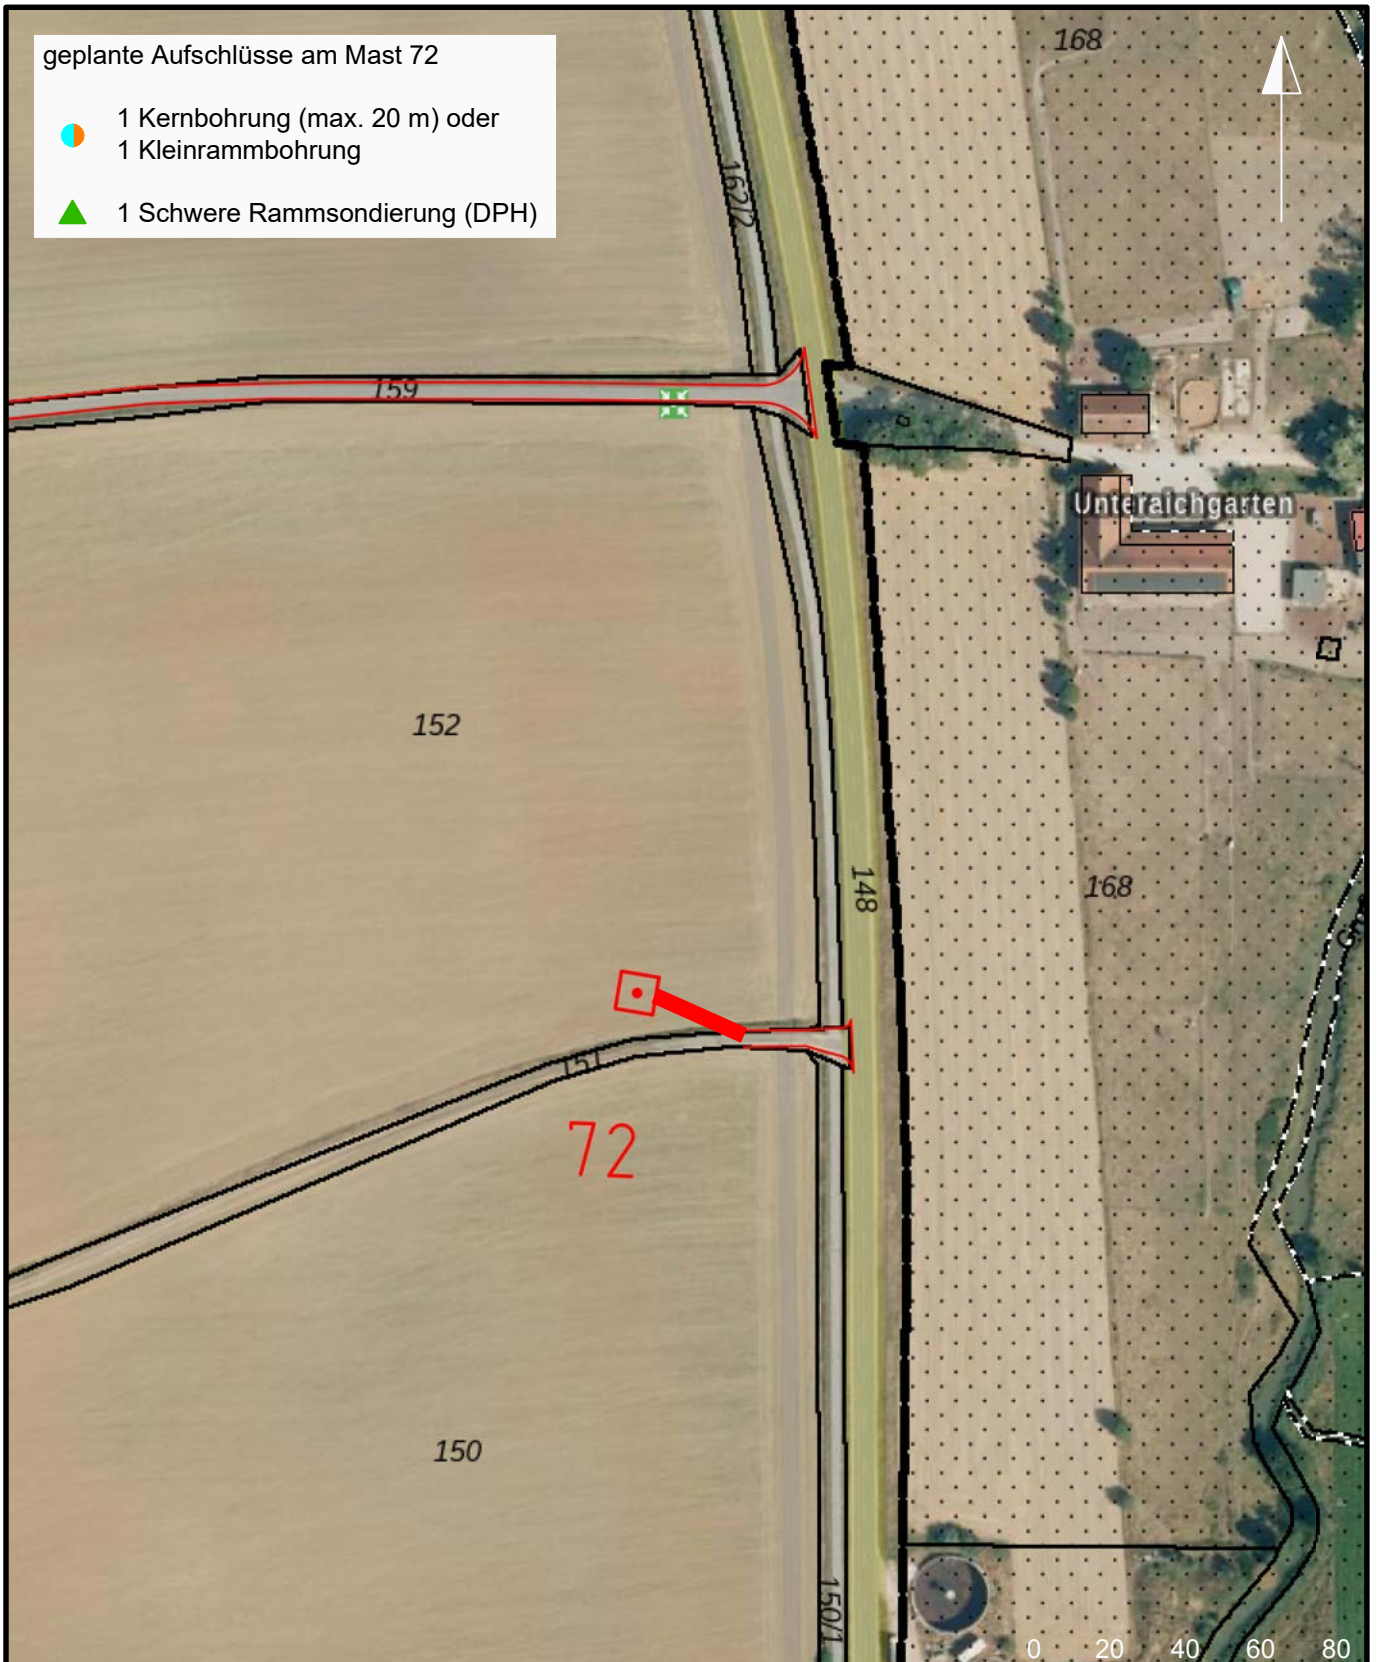 geplante Aufschlüsse am Mast 72
1 Kernbohrung (max. 20 m) oder
1 Kleinrammbohrung
1 Schwere Rammsondierung (DPH)
168
162/2
159
Unteraichgarten
152
148
168
151
72
150
150/1
0 20 40 60 80